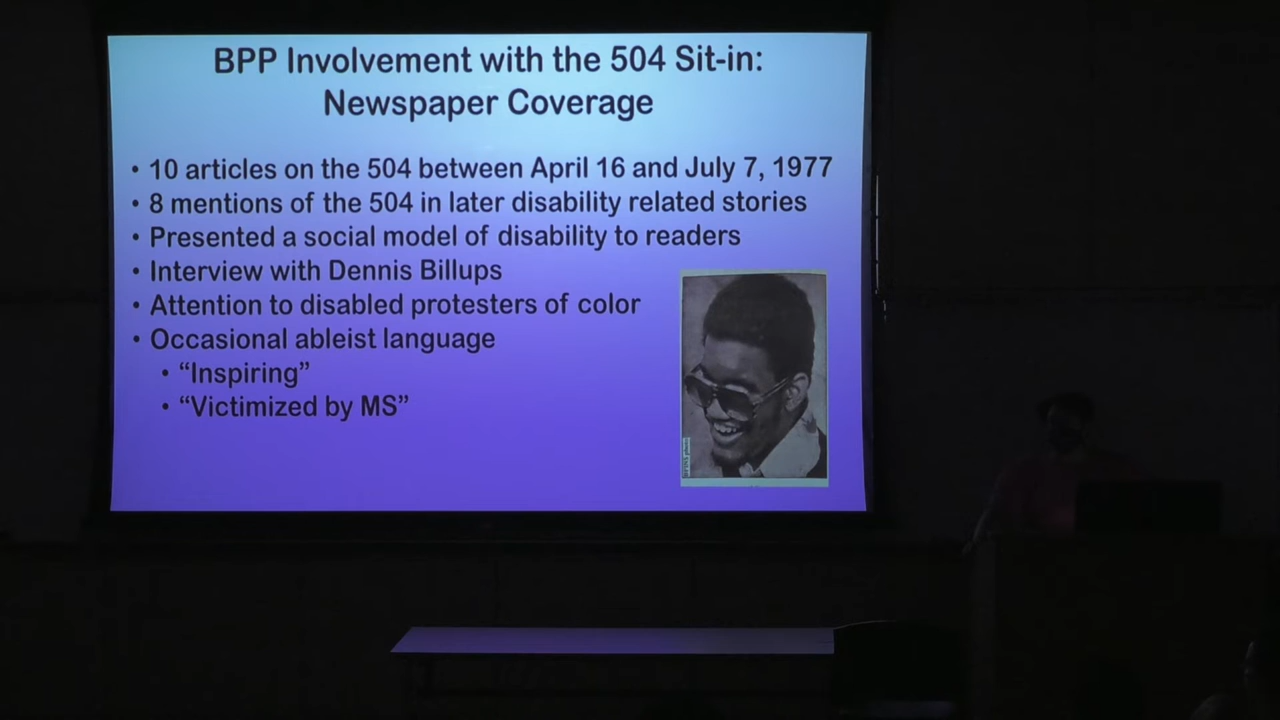 BPP Involvement with the 504 Sit-in:
Newspaper Coverage
• 10 articles on the 504 between April 16 and July 7, 1977
• 8 mentions of the 504 in later disability related stories
• Presented a social model of disability to readers
• Interview with Dennis Billups
• Attention to disabled protesters of color
• Occasional ableist language
• “Inspiring”
• “Victimized by MS”